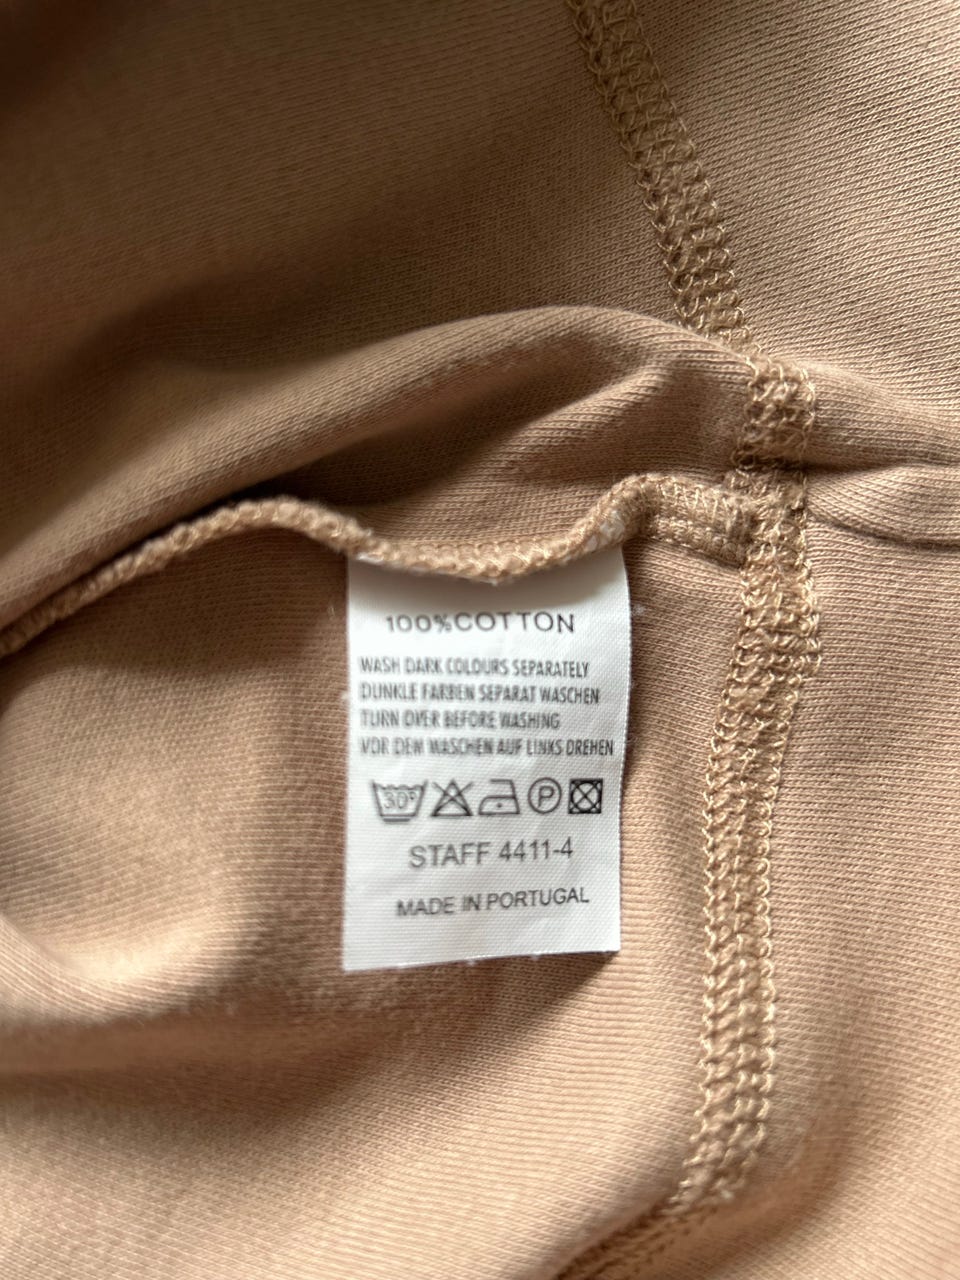 100%COTTON
WASH DARK COLOURS SEPARATELY
DUNKLE FARBEN SEPARAT WASCHEN
TURN OVER BEFORE WASHING
VOR DEM WASCHEN AUF LINKS DREHEN
30° P
STAFF 4411-4
MADE IN PORTUGAL